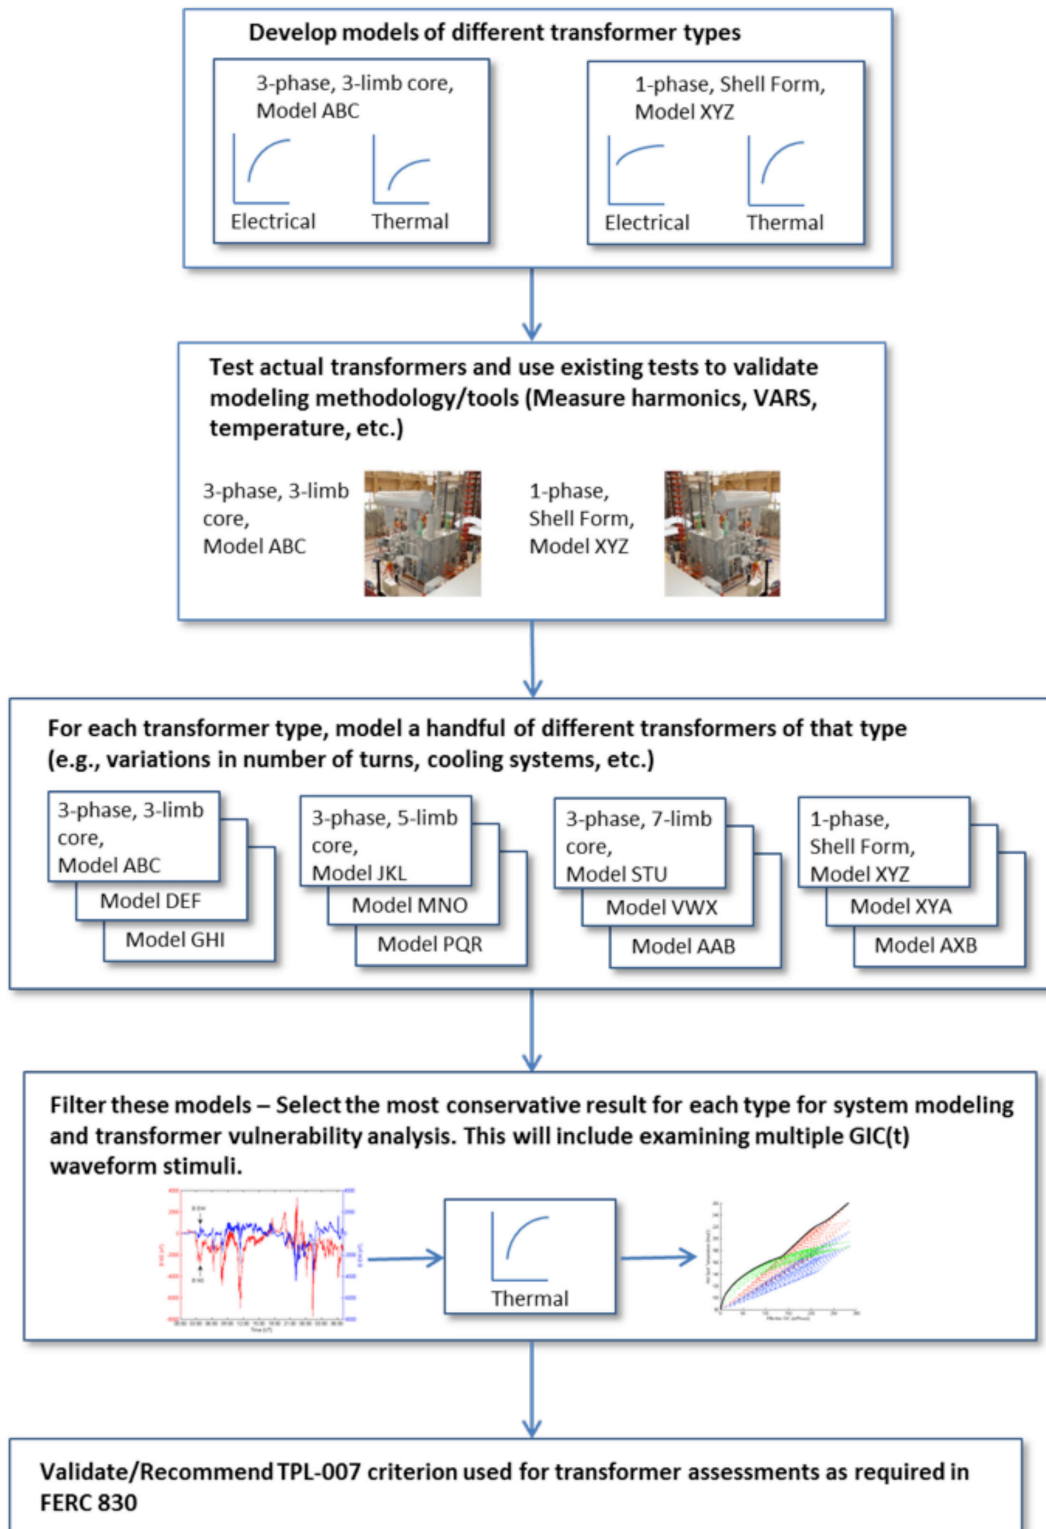 Develop models of different transformer types
3-phase, 3-limb core,
Model ABC
Electrical
Thermal
1-phase, Shell Form,
Model XYZ
Electrical
Thermal
Test actual transformers and use existing tests to validate
modeling methodology/tools (Measure harmonics, VARS,
temperature, etc.)
3-phase, 3-limb
core,
Model ABC
1-phase,
Shell Form,
Model XYZ
For each transformer type, model a handful of different transformers of that type
(e.g., variations in number of turns, cooling systems, etc.)
3-phase, 3-limb
core,
Model ABC
Model DEF
Model GHI
3-phase, 5-limb
core,
Model JKL
Model MNO
Model PQR
3-phase, 7-limb
core,
Model STU
Model VWX
Model AAB
1-phase,
Shell Form,
Model XYZ
Model XYA
Model AXB
Filter these models – Select the most conservative result for each type for system modeling
and transformer vulnerability analysis. This will include examining multiple GIC(t)
waveform stimuli.
Thermal
Validate/Recommend TPL-007 criterion used for transformer assessments as required in
FERC 830